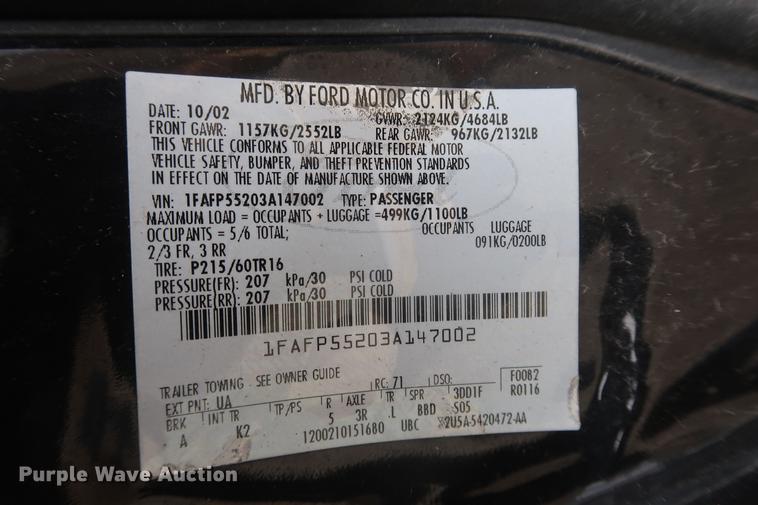 MFD. BY FORD MOTOR CO. IN U.S.A.
DATE: 10/02 GVWR: 2124KG/4684LB
FRONT GAWR: 1157KG/2552LB REAR GAWR: 967KG/2132LB
THIS VEHICLE CONFORMS TO ALL APPLICABLE FEDERAL MOTOR
VEHICLE SAFETY, BUMPER, AND THEFT PREVENTION STANDARDS
IN EFFECT ON THE DATE OF MANUFACTURE SHOWN ABOVE.
VIN: 1FAFP55203A147002 TYPE: PASSENGER
MAXIMUM LOAD = OCCUPANTS + LUGGAGE =499KG/1100LB
OCCUPANTS = 5/6 TOTAL; OCCUPANTS LUGGAGE
2/3 FR, 3 RR 091KG/0200LB
TIRE: P215/60TR16
PRESSURE(FR): 207 kPa/30 PSI COLD
PRESSURE(RR): 207 kPa/30 PSI COLD
1FAFP55203A147002
TRAILER TOWING - SEE OWNER GUIDE
EXT PNT: UA RC: 71 DSO: F0082
BRK INT TR TP/PS R AXLE TR SPR 3DD1F R0116
A K2 5 3R L BBD S05
1200210151680 UBC 2U5A-5420472-AA
Purple Wave Auction